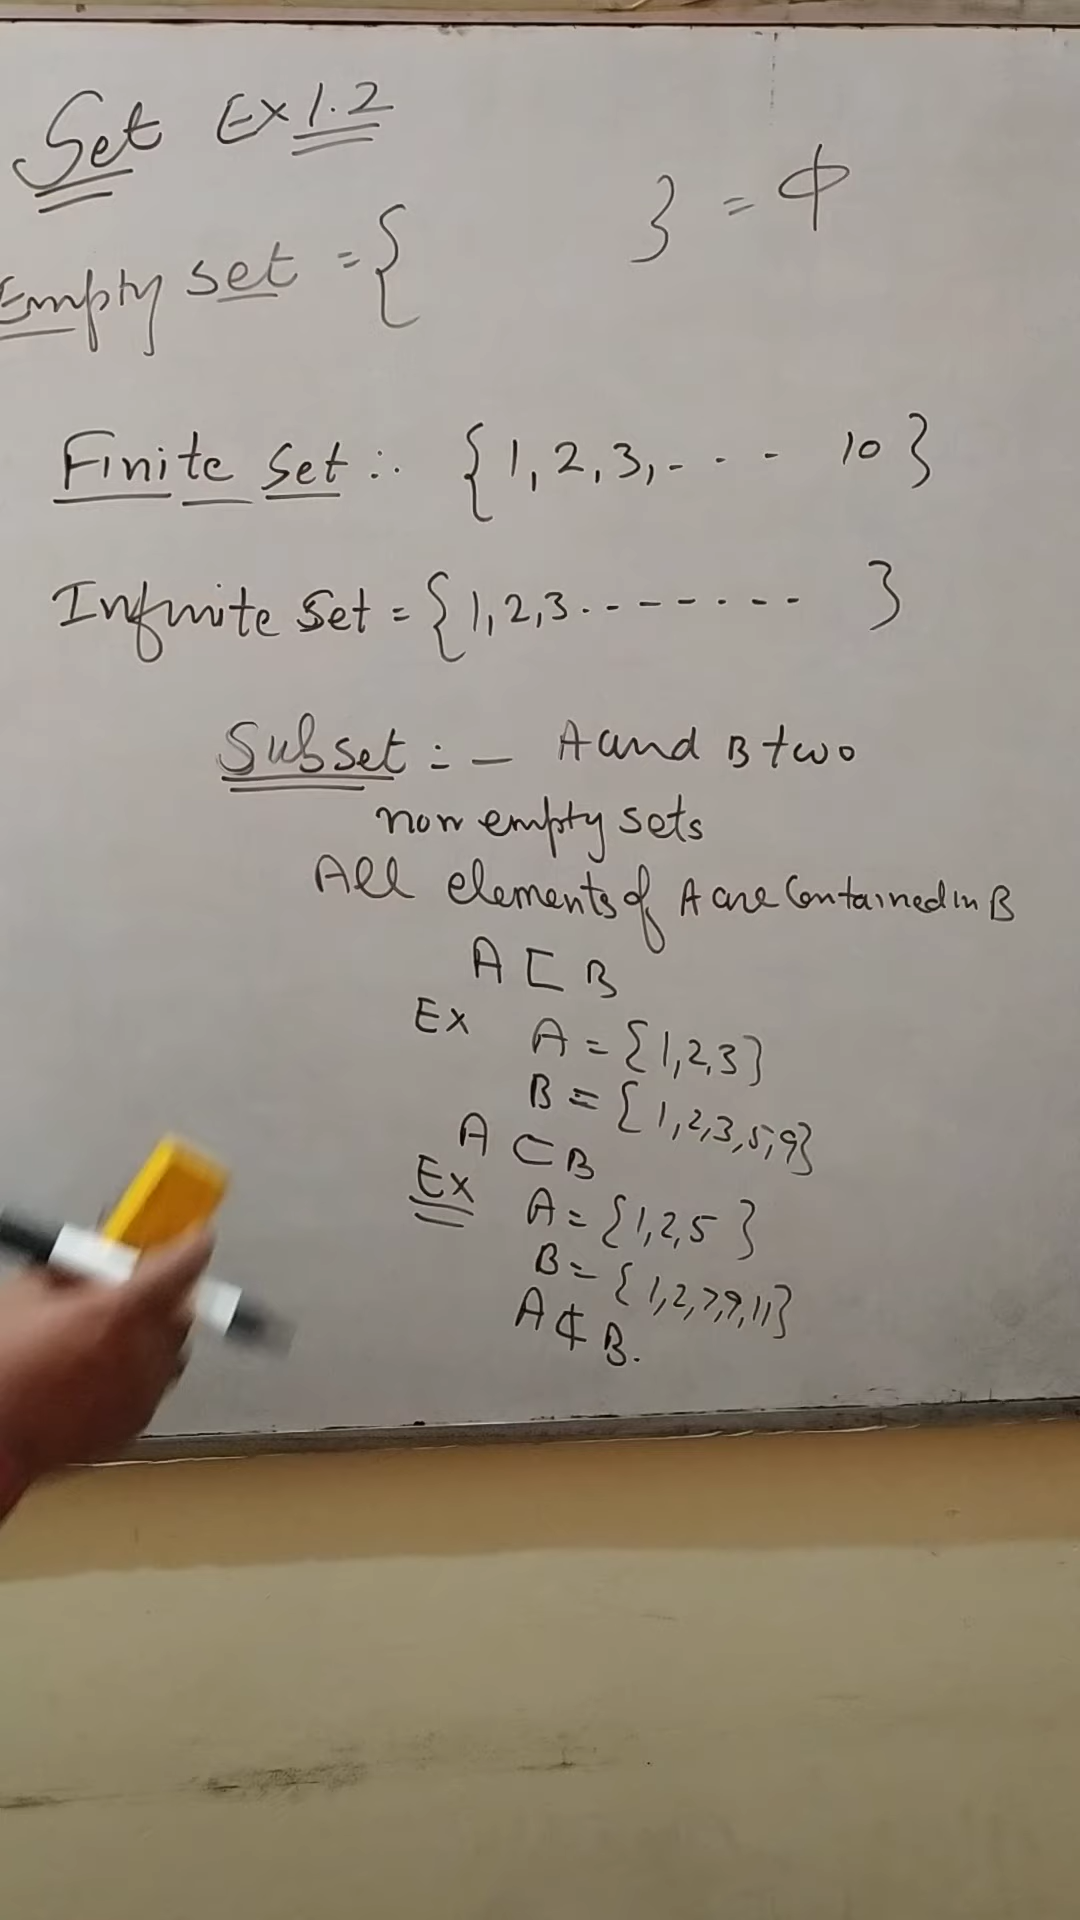 Set Ex 1.2
Empty set = { } = ϕ
Finite Set :. {1, 2, 3, - - - - 10}
Infinite Set = {1, 2, 3 - - - - - - - - }
Subset : - A and B two
non empty sets
All elements of A are Contained in B
A ⊏ B
Ex A = {1,2,3}
B = {1,2,3,5,9}
A ⊂ B
Ex A = {1,2,5}
B = {1,2,7,9,11}
A ⊄ B.